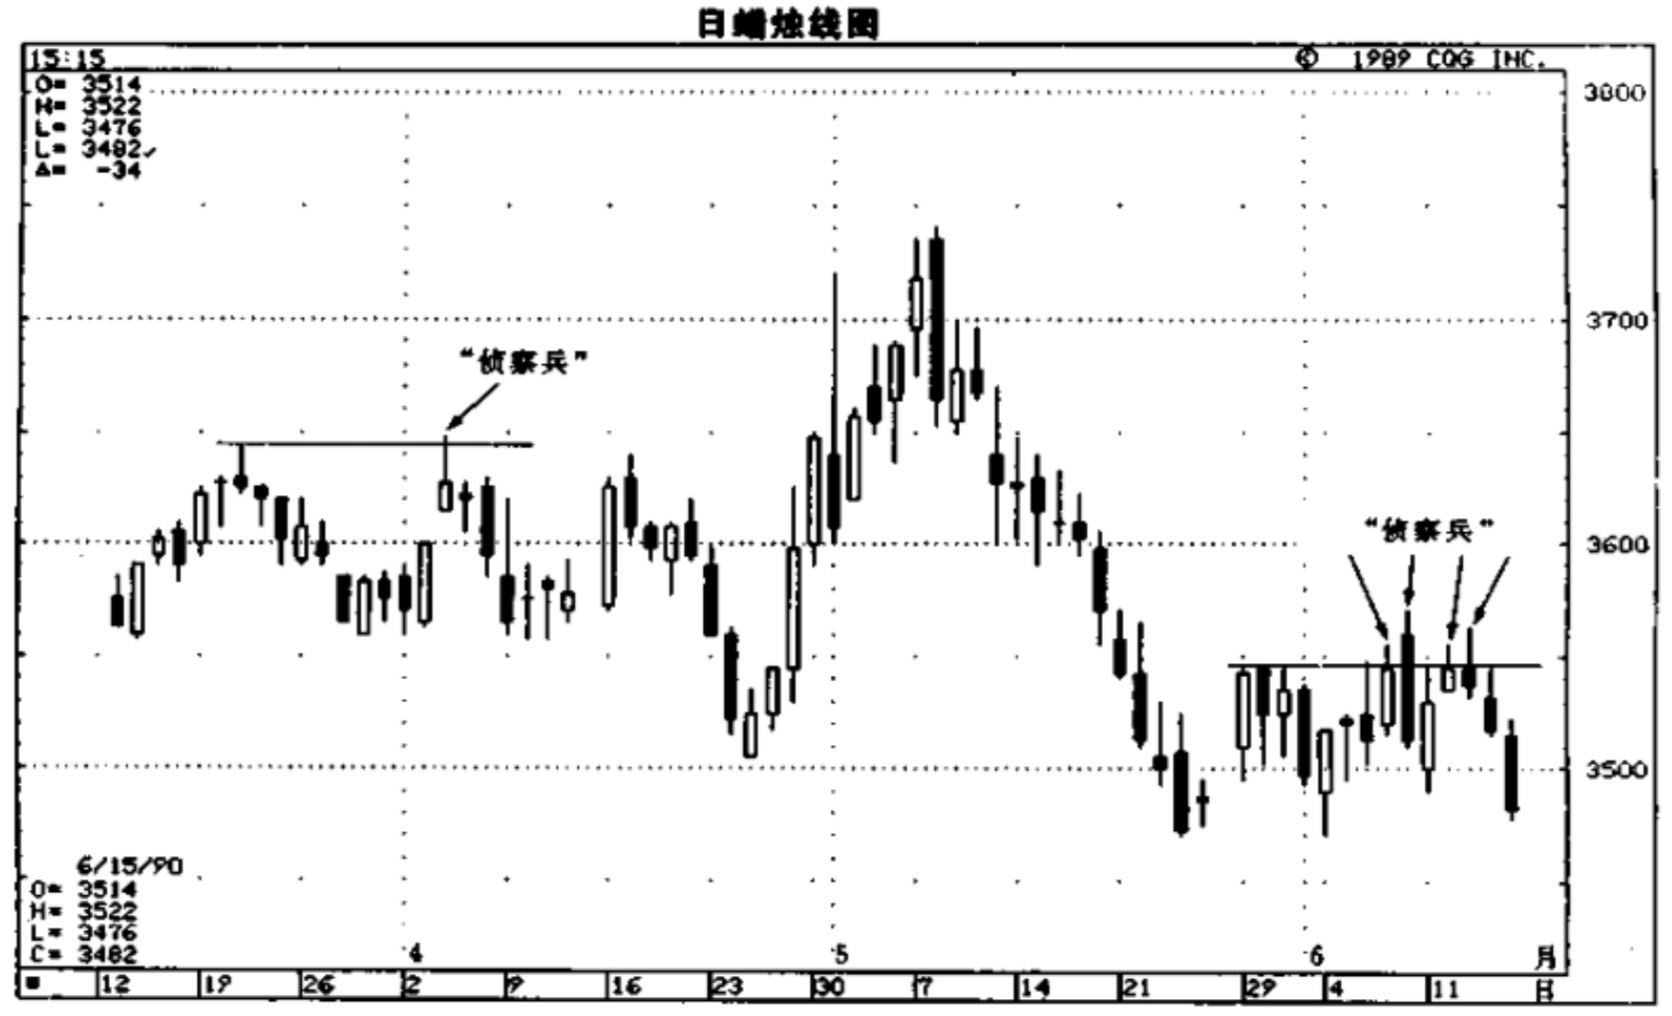 日蜡烛线图
15:15
© 1989 CQG INC.
O= 3514
H= 3522
L= 3476
L= 3482✓
Δ= -34
3800
3700
“侦察兵”
“侦察兵”
3600
3500
6/15/90
O= 3514
H= 3522
L= 3476
C= 3482
4 5 6 月
12 19 26 2 9 16 23 30 7 14 21 29 4 11 日